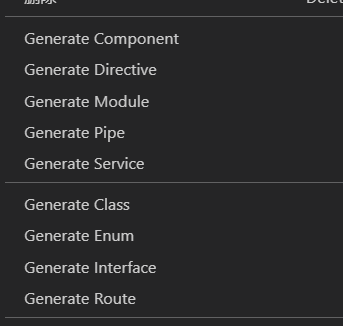 Generate Component
Generate Directive
Generate Module
Generate Pipe
Generate Service
Generate Class
Generate Enum
Generate Interface
Generate Route